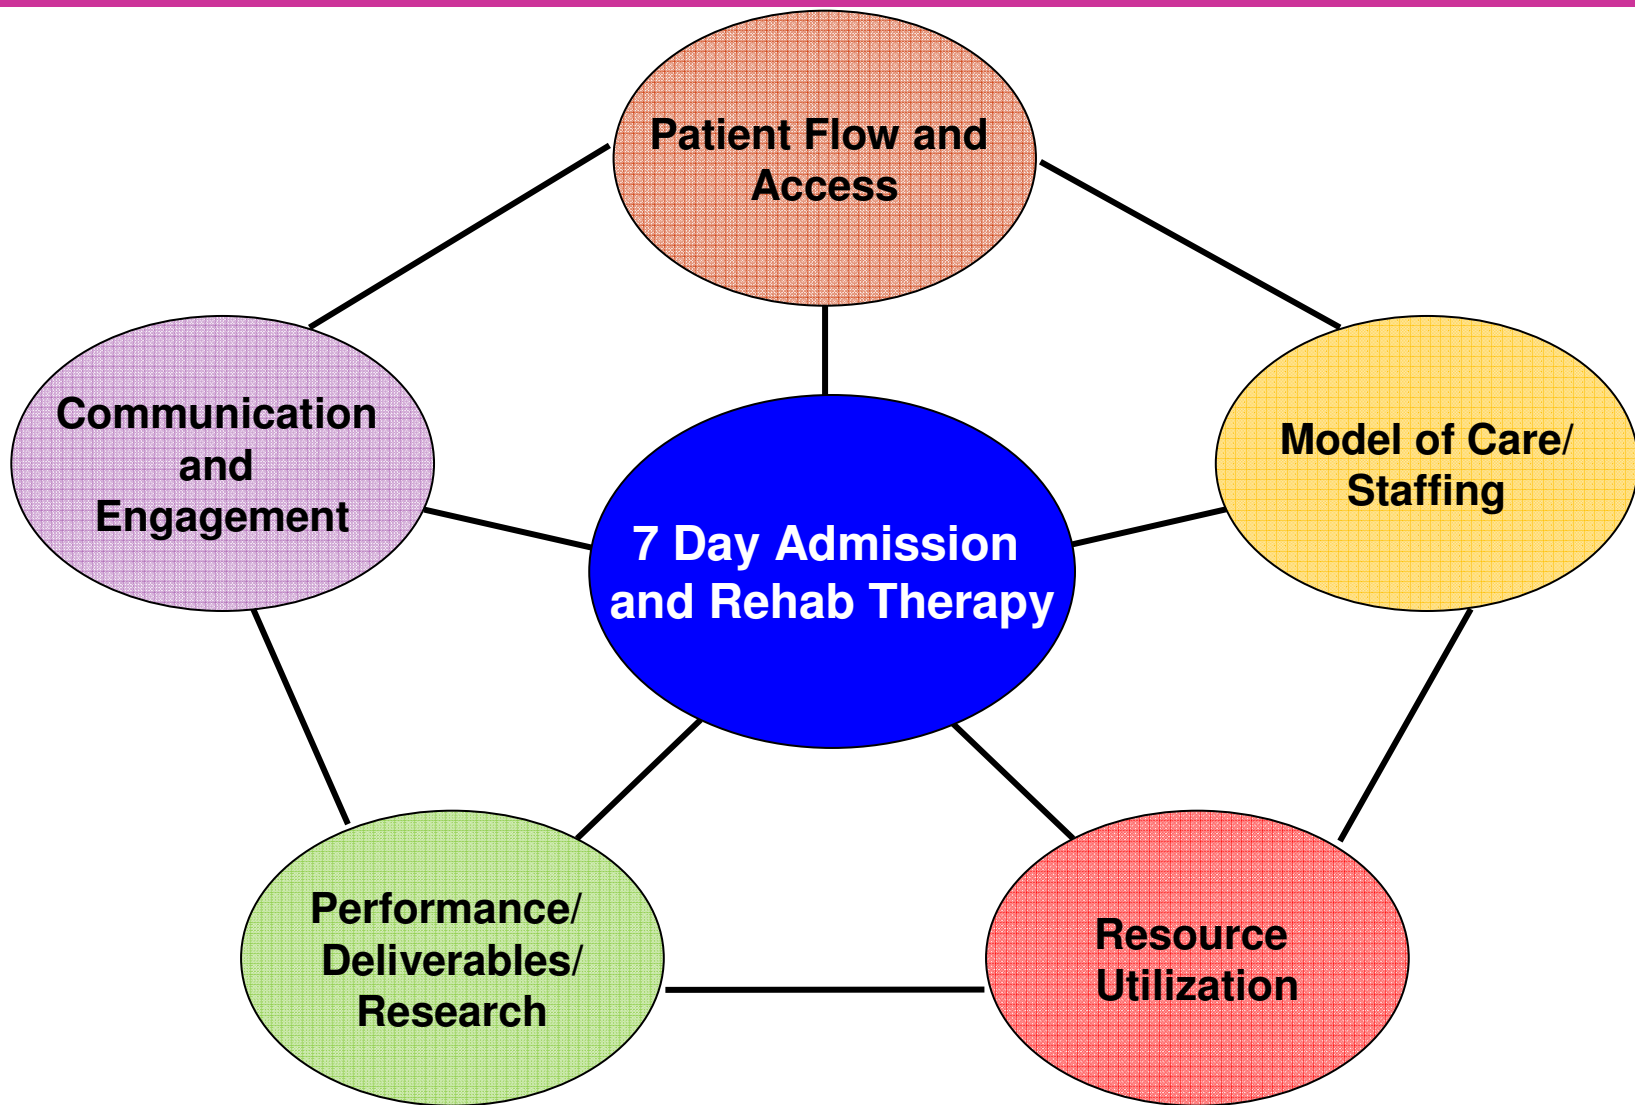 Patient Flow and
Access
Communication
and
Engagement
Model of Care/
Staffing
7 Day Admission
and Rehab Therapy
Performance/
Deliverables/
Research
Resource
Utilization